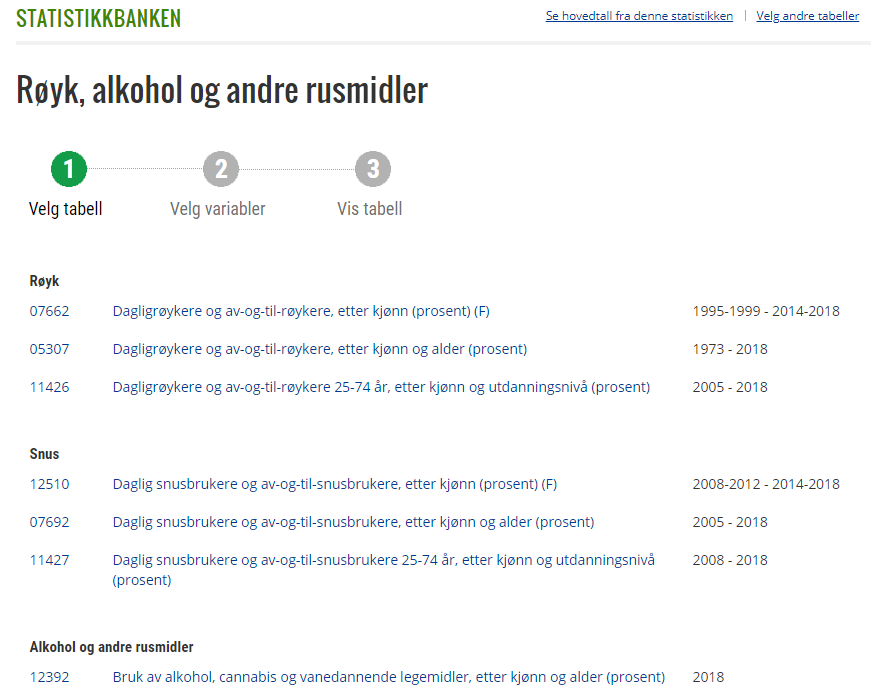 STATISTIKKBANKEN
Se hovedtall fra denne statistikken | Velg andre tabeller
Røyk, alkohol og andre rusmidler
1 2 3
Velg tabell Velg variabler Vis tabell
Røyk
07662 Dagligrøykere og av-og-til-røykere, etter kjønn (prosent) (F) 1995-1999 - 2014-2018
05307 Dagligrøykere og av-og-til-røykere, etter kjønn og alder (prosent) 1973 - 2018
11426 Dagligrøykere og av-og-til-røykere 25-74 år, etter kjønn og utdanningsnivå (prosent) 2005 - 2018
Snus
12510 Daglig snusbrukere og av-og-til-snusbrukere, etter kjønn (prosent) (F) 2008-2012 - 2014-2018
07692 Daglig snusbrukere og av-og-til-snusbrukere, etter kjønn og alder (prosent) 2005 - 2018
11427 Daglig snusbrukere og av-og-til-snusbrukere 25-74 år, etter kjønn og utdanningsnivå 2008 - 2018
(prosent)
Alkohol og andre rusmidler
12392 Bruk av alkohol, cannabis og vanedannende legemidler, etter kjønn og alder (prosent) 2018